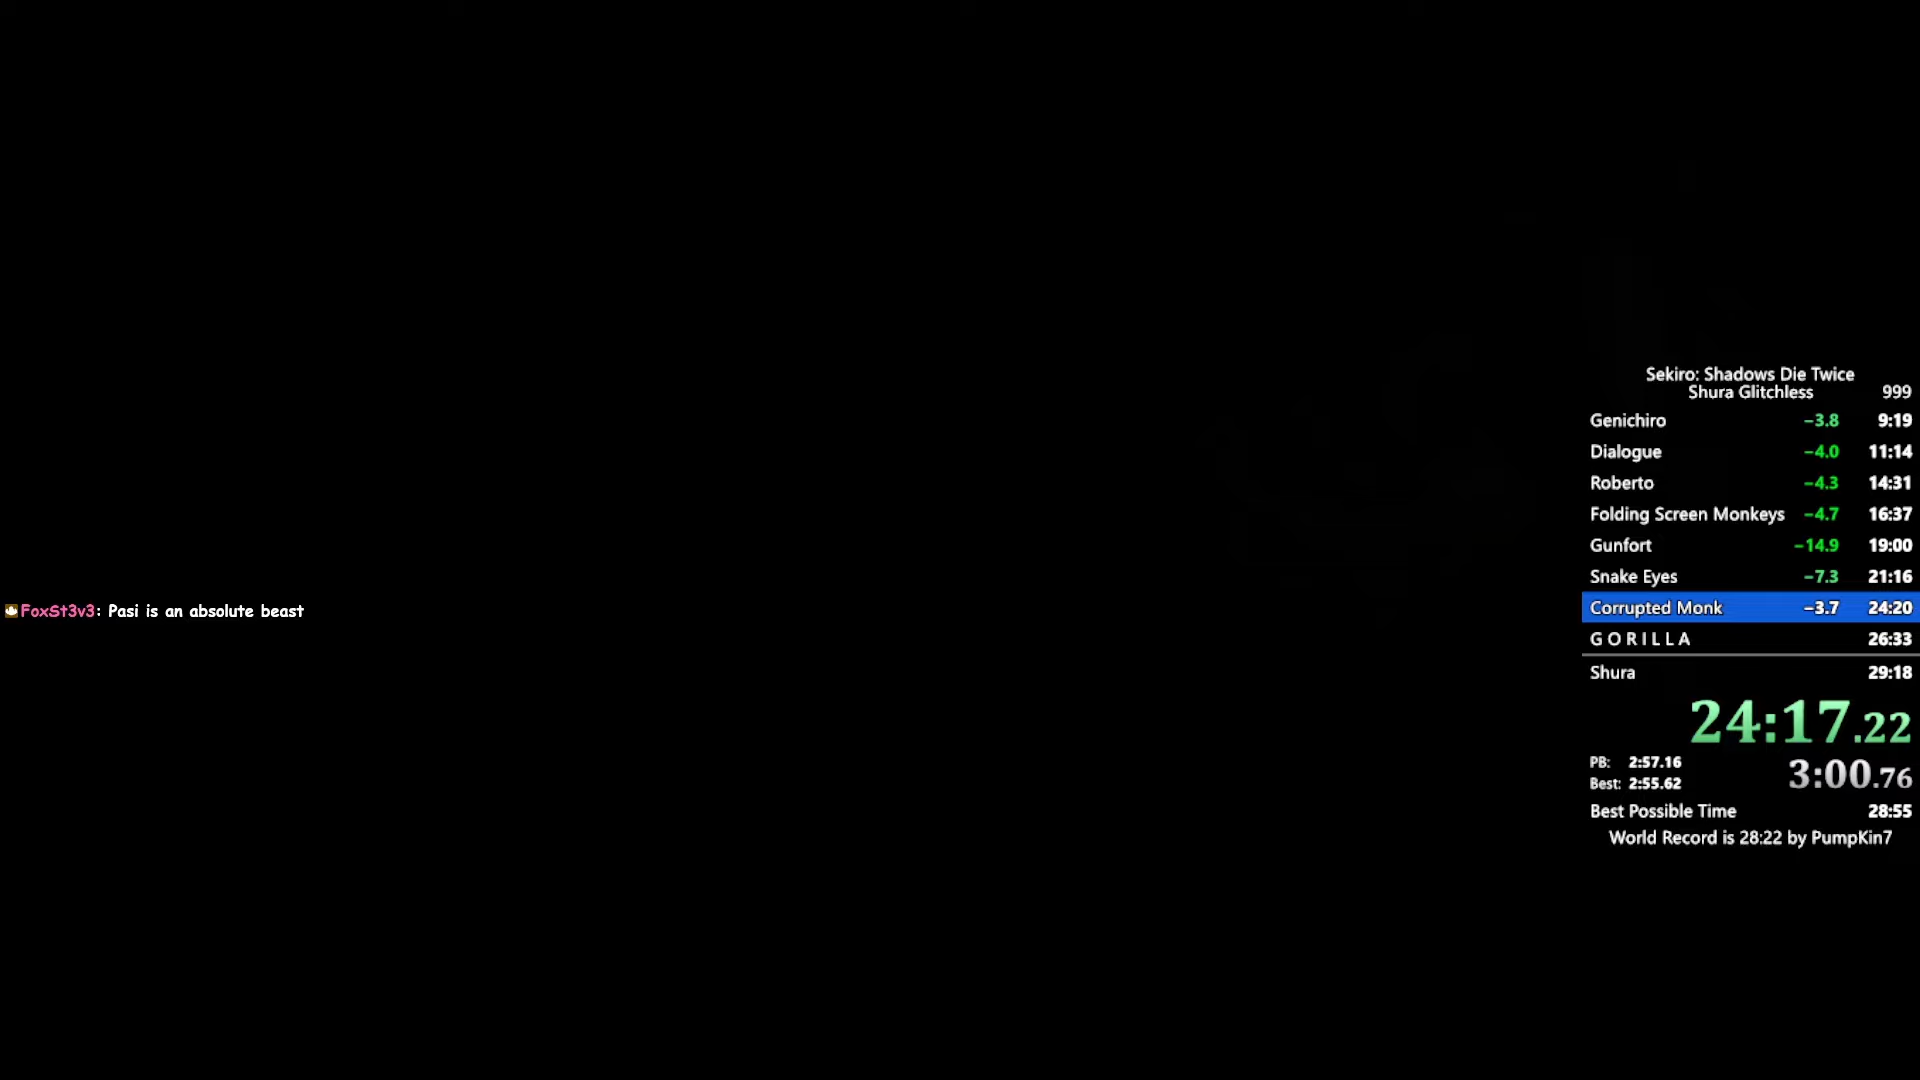 FoxSt3v3: Pasi is an absolute beast
Sekiro: Shadows Die Twice
Shura Glitchless 999
Genichiro −3.8 9:19
Dialogue −4.0 11:14
Roberto −4.3 14:31
Folding Screen Monkeys −4.7 16:37
Gunfort −14.9 19:00
Snake Eyes −7.3 21:16
Corrupted Monk −3.7 24:20
G O R I L L A 26:33
Shura 29:18
24:17.22
PB: 2:57.16
Best: 2:55.62
3:00.76
Best Possible Time 28:55
World Record is 28:22 by PumpKin7